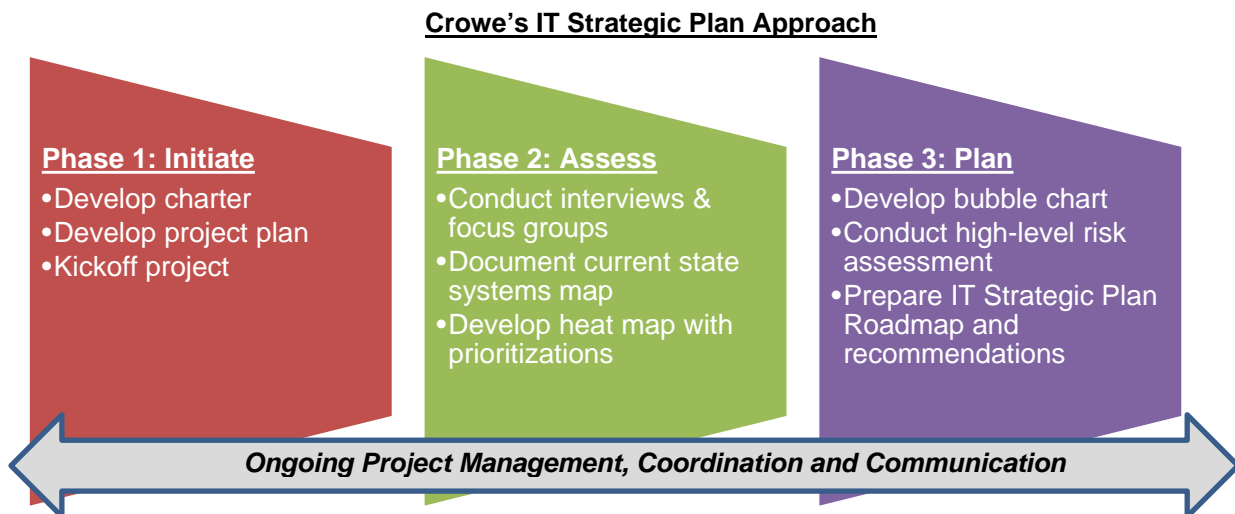 Crowe's IT Strategic Plan Approach
Phase 1: Initiate
•Develop charter
•Develop project plan
•Kickoff project
Phase 2: Assess
•Conduct interviews &
focus groups
•Document current state
systems map
•Develop heat map with
prioritizations
Phase 3: Plan
•Develop bubble chart
•Conduct high-level risk
assessment
•Prepare IT Strategic Plan
Roadmap and
recommendations
Ongoing Project Management, Coordination and Communication